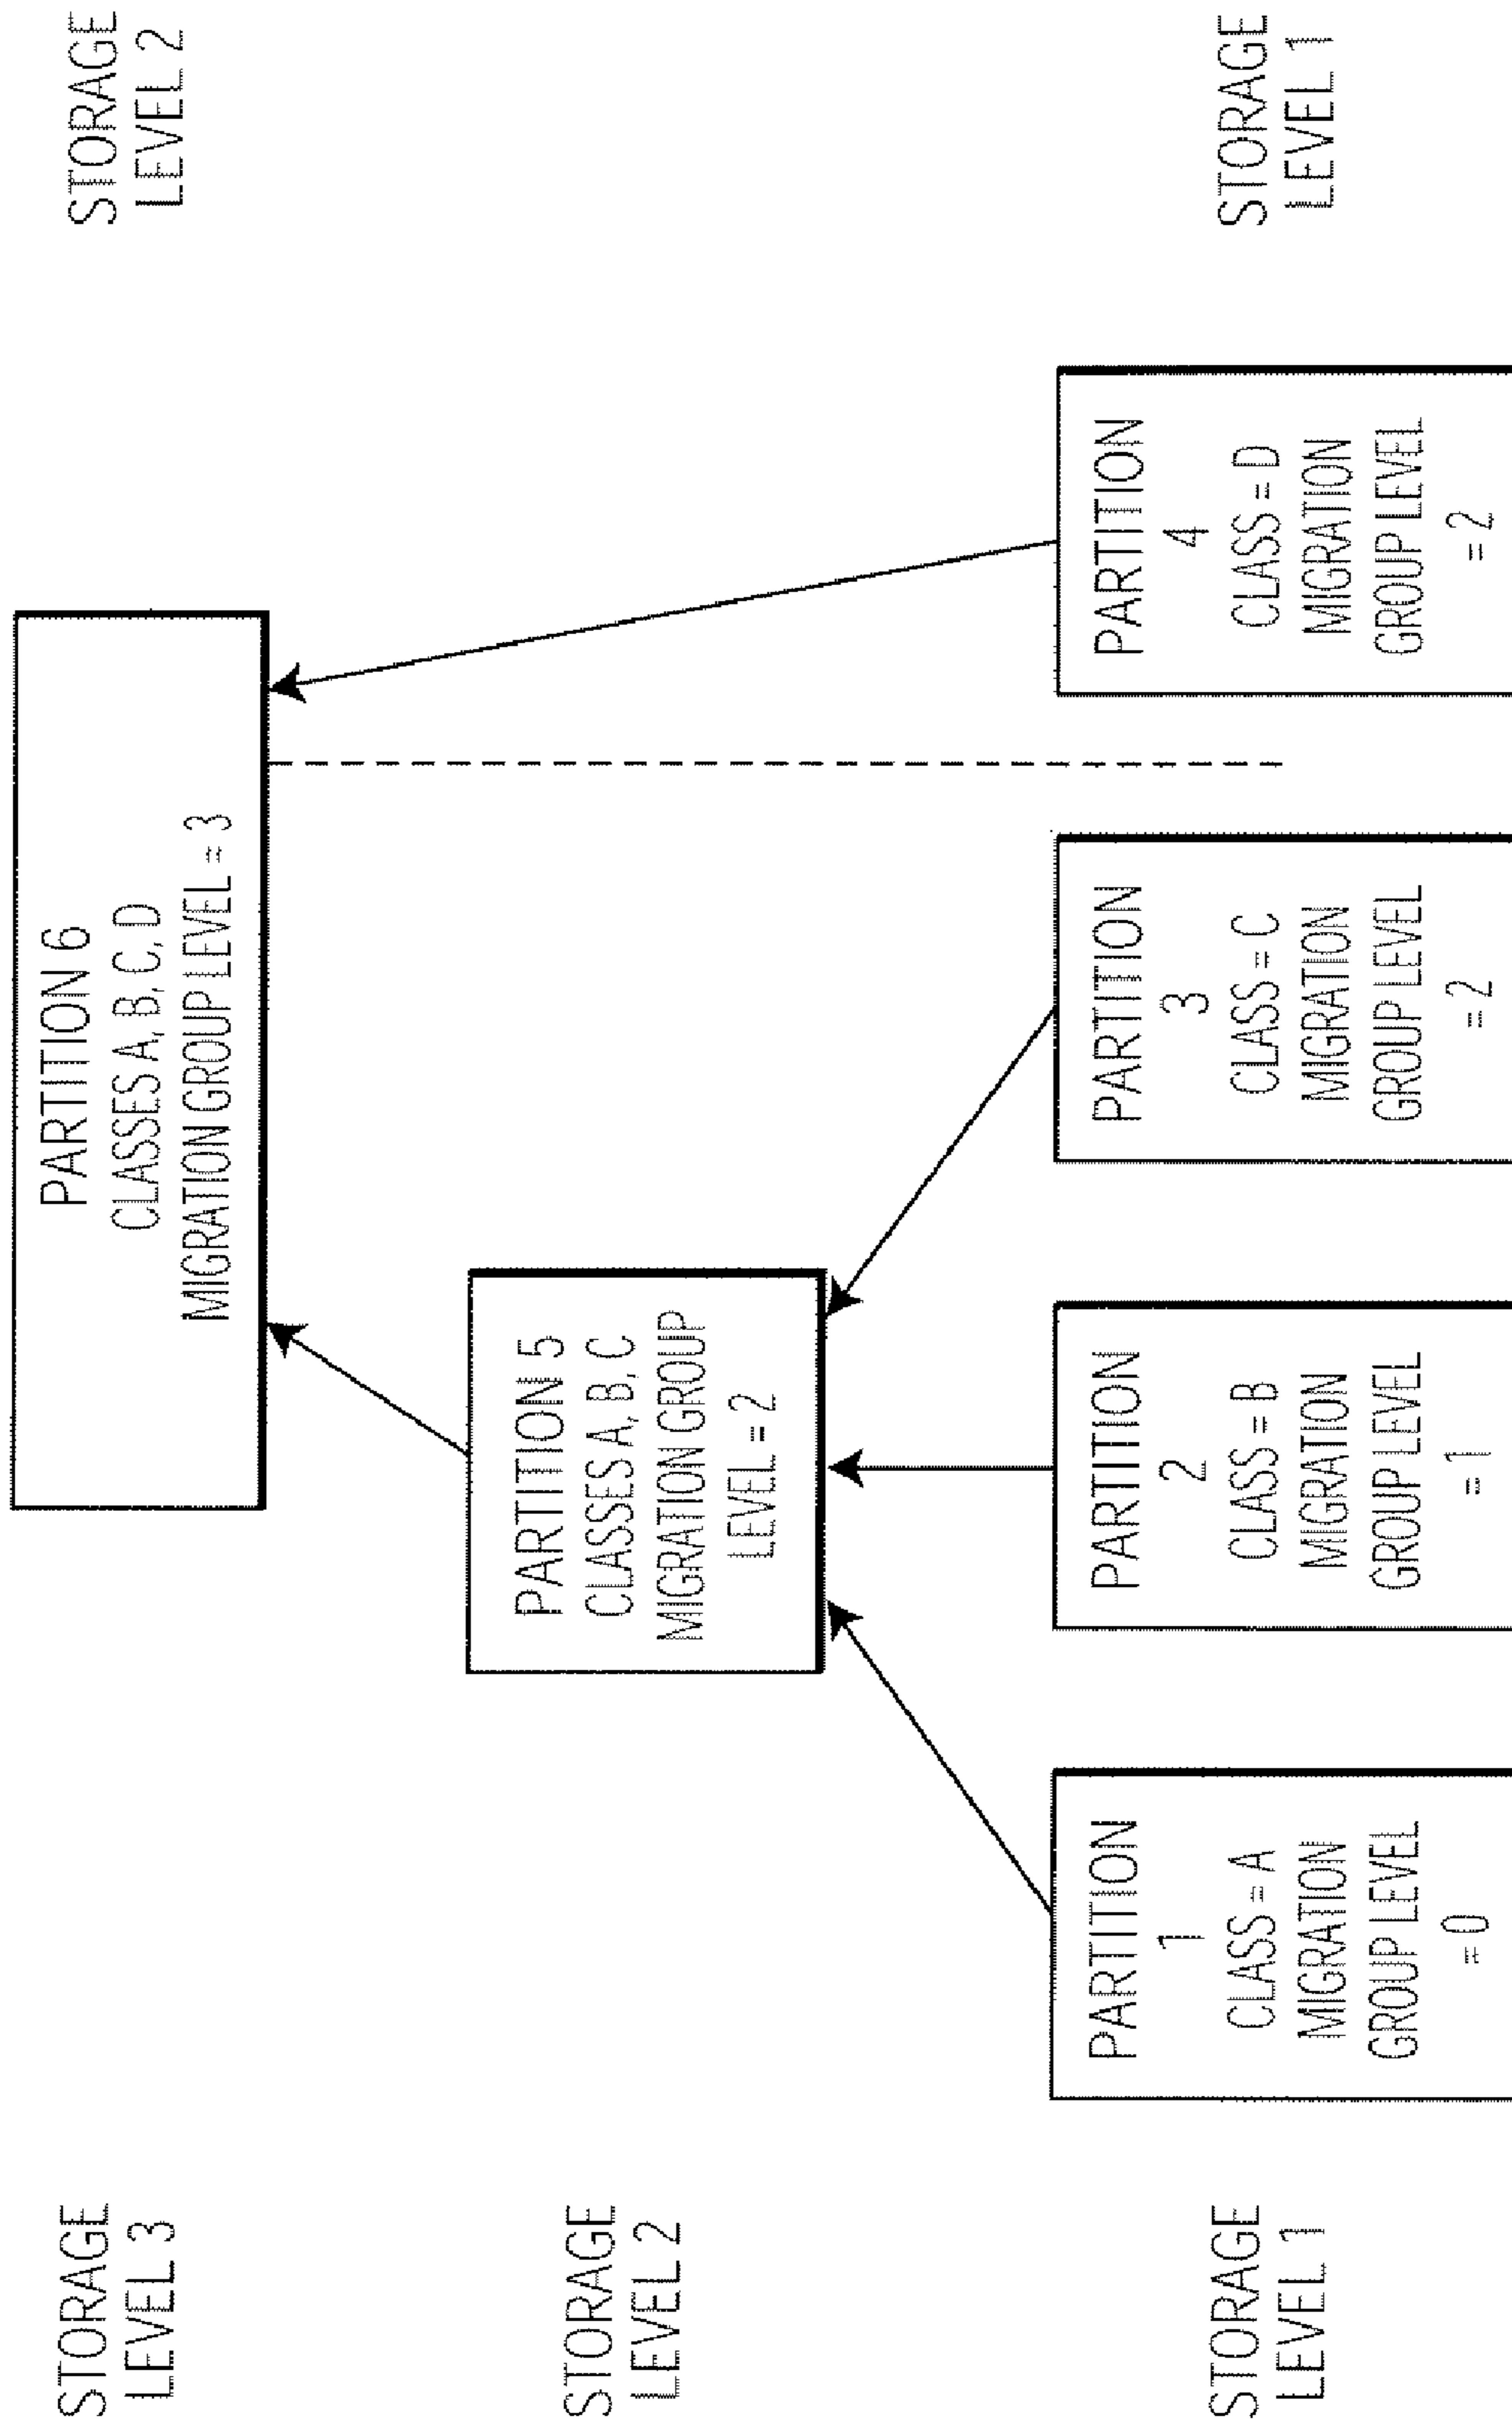 STORAGE
LEVEL 3
PARTITION 6
CLASSES A, B, C, D
MIGRATION GROUP LEVEL = 3
STORAGE
LEVEL 2
STORAGE
LEVEL 2
PARTITION 5
CLASSES A, B, C
MIGRATION GROUP
LEVEL = 2
STORAGE
LEVEL 1
PARTITION
1
CLASS = A
MIGRATION
GROUP LEVEL
= 0
PARTITION
2
CLASS = B
MIGRATION
GROUP LEVEL
= 1
PARTITION
3
CLASS = C
MIGRATION
GROUP LEVEL
= 2
PARTITION
4
CLASS = D
MIGRATION
GROUP LEVEL
= 2
STORAGE
LEVEL 1